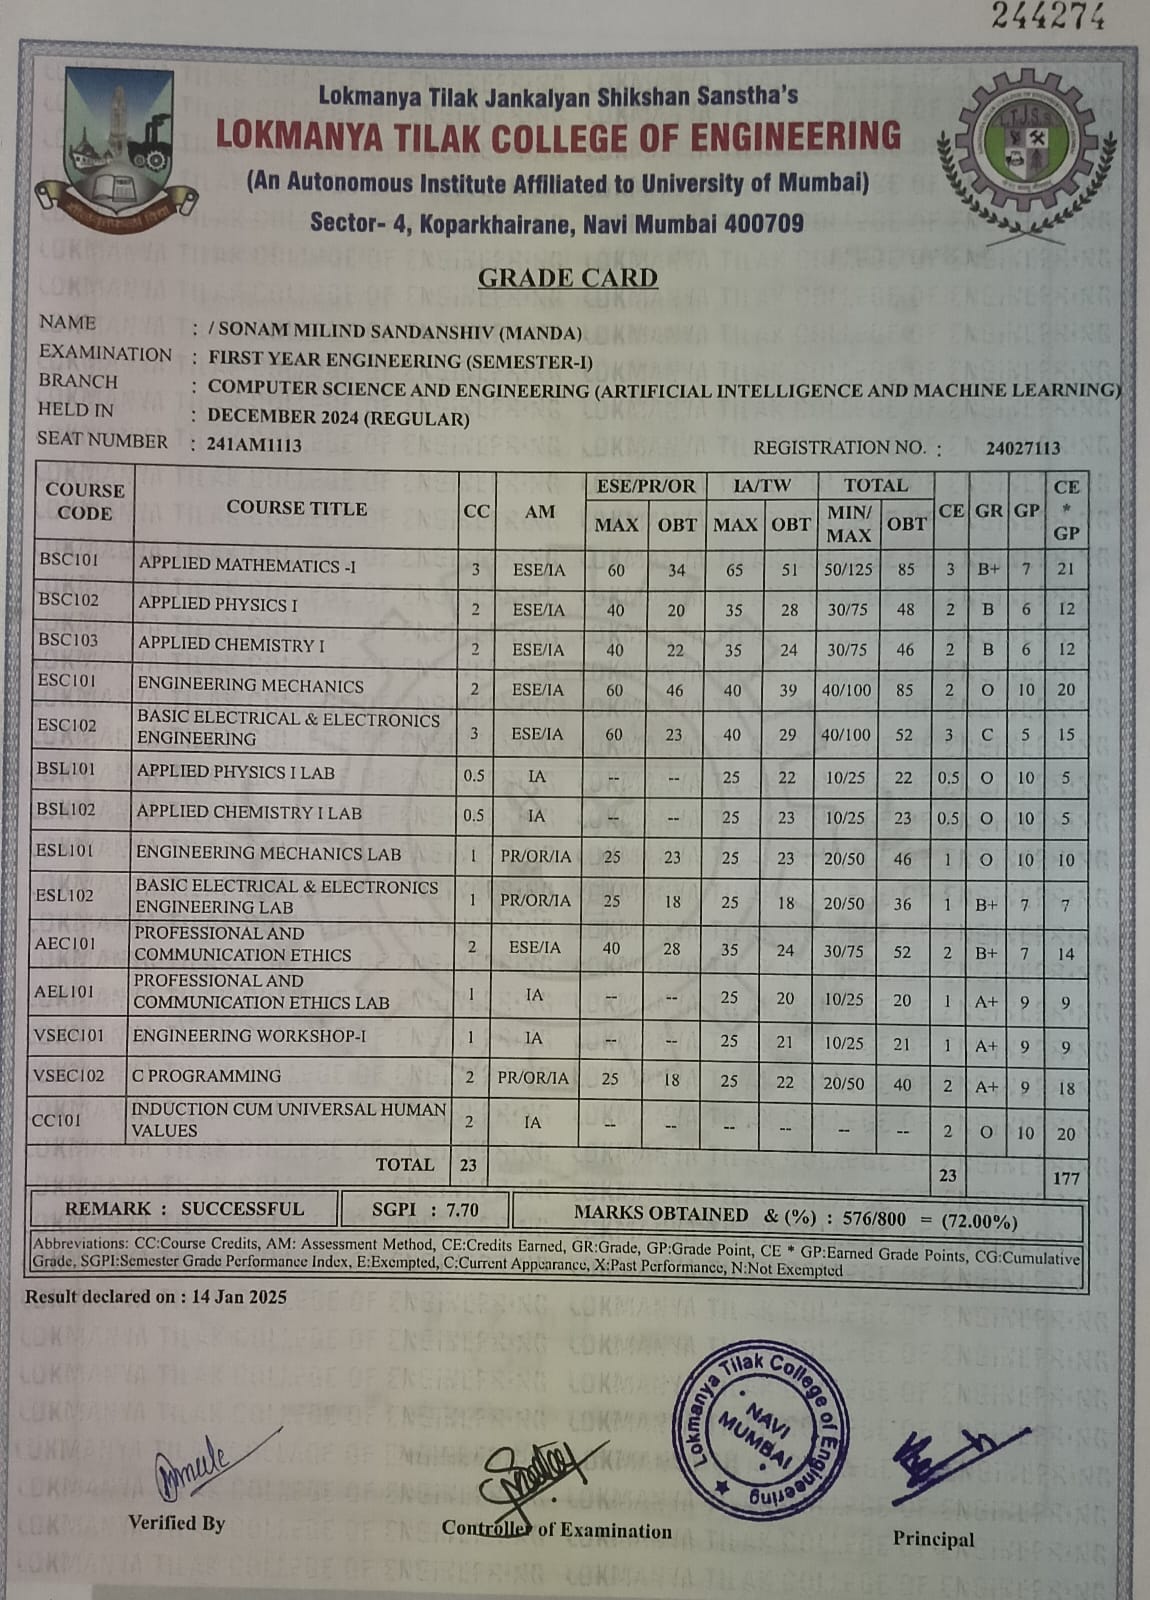 244274
Lokmanya Tilak Jankalyan Shikshan Sanstha's
LOKMANYA TILAK COLLEGE OF ENGINEERING
(An Autonomous Institute Affiliated to University of Mumbai)
Sector- 4, Koparkhairane, Navi Mumbai 400709
L.T.J.S.S.
GRADE CARD
NAME : / SONAM MILIND SANDANSHIV (MANDA)
EXAMINATION : FIRST YEAR ENGINEERING (SEMESTER-I)
BRANCH : COMPUTER SCIENCE AND ENGINEERING (ARTIFICIAL INTELLIGENCE AND MACHINE LEARNING)
HELD IN : DECEMBER 2024 (REGULAR)
SEAT NUMBER : 241AM1113 REGISTRATION NO. : 24027113
COURSE CODE COURSE TITLE CC AM ESE/PR/OR IA/TW TOTAL CE GR GP CE * GP
MAX OBT MAX OBT MIN/ MAX OBT
BSC101 APPLIED MATHEMATICS -I 3 ESE/IA 60 34 65 51 50/125 85 3 B+ 7 21
BSC102 APPLIED PHYSICS I 2 ESE/IA 40 20 35 28 30/75 48 2 B 6 12
BSC103 APPLIED CHEMISTRY I 2 ESE/IA 40 22 35 24 30/75 46 2 B 6 12
ESC101 ENGINEERING MECHANICS 2 ESE/IA 60 46 40 39 40/100 85 2 O 10 20
ESC102 BASIC ELECTRICAL & ELECTRONICS ENGINEERING 3 ESE/IA 60 23 40 29 40/100 52 3 C 5 15
BSL101 APPLIED PHYSICS I LAB 0.5 IA -- -- 25 22 10/25 22 0.5 O 10 5
BSL102 APPLIED CHEMISTRY I LAB 0.5 IA -- -- 25 23 10/25 23 0.5 O 10 5
ESL101 ENGINEERING MECHANICS LAB 1 PR/OR/IA 25 23 25 23 20/50 46 1 O 10 10
ESL102 BASIC ELECTRICAL & ELECTRONICS ENGINEERING LAB 1 PR/OR/IA 25 18 25 18 20/50 36 1 B+ 7 7
AEC101 PROFESSIONAL AND COMMUNICATION ETHICS 2 ESE/IA 40 28 35 24 30/75 52 2 B+ 7 14
AEL101 PROFESSIONAL AND COMMUNICATION ETHICS LAB 1 IA -- -- 25 20 10/25 20 1 A+ 9 9
VSEC101 ENGINEERING WORKSHOP-I 1 IA -- -- 25 21 10/25 21 1 A+ 9 9
VSEC102 C PROGRAMMING 2 PR/OR/IA 25 18 25 22 20/50 40 2 A+ 9 18
CC101 INDUCTION CUM UNIVERSAL HUMAN VALUES 2 IA -- -- -- -- -- -- 2 O 10 20
TOTAL 23 23 177
REMARK : SUCCESSFUL SGPI : 7.70 MARKS OBTAINED & (%) : 576/800 = (72.00%)
Abbreviations: CC:Course Credits, AM: Assessment Method, CE:Credits Earned, GR:Grade, GP:Grade Point, CE * GP:Earned Grade Points, CG:Cumulative
Grade, SGPI:Semester Grade Performance Index, E:Exempted, C:Current Appearance, X:Past Performance, N:Not Exempted
Result declared on : 14 Jan 2025
Lokmanya Tilak College of Engineering
NAVI
MUMBAI
Verified By
Controller of Examination
Principal